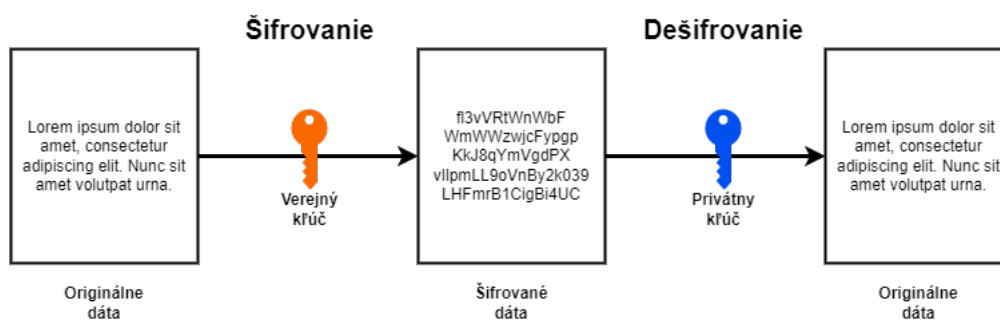 Šifrovanie
Dešifrovanie
Lorem ipsum dolor sit
amet, consectetur
adipiscing elit. Nunc sit
amet volutpat urna.
Verejný
kľúč
fl3vVRtWnWbF
WmWWzwjcFypgp
KkJ8qYmVgdPX
vIlpmLL9oVnBy2k039
LHFmrB1CigBi4UC
Privátny
kľúč
Lorem ipsum dolor sit
amet, consectetur
adipiscing elit. Nunc sit
amet volutpat urna.
Originálne
dáta
Šifrované
dáta
Originálne
dáta